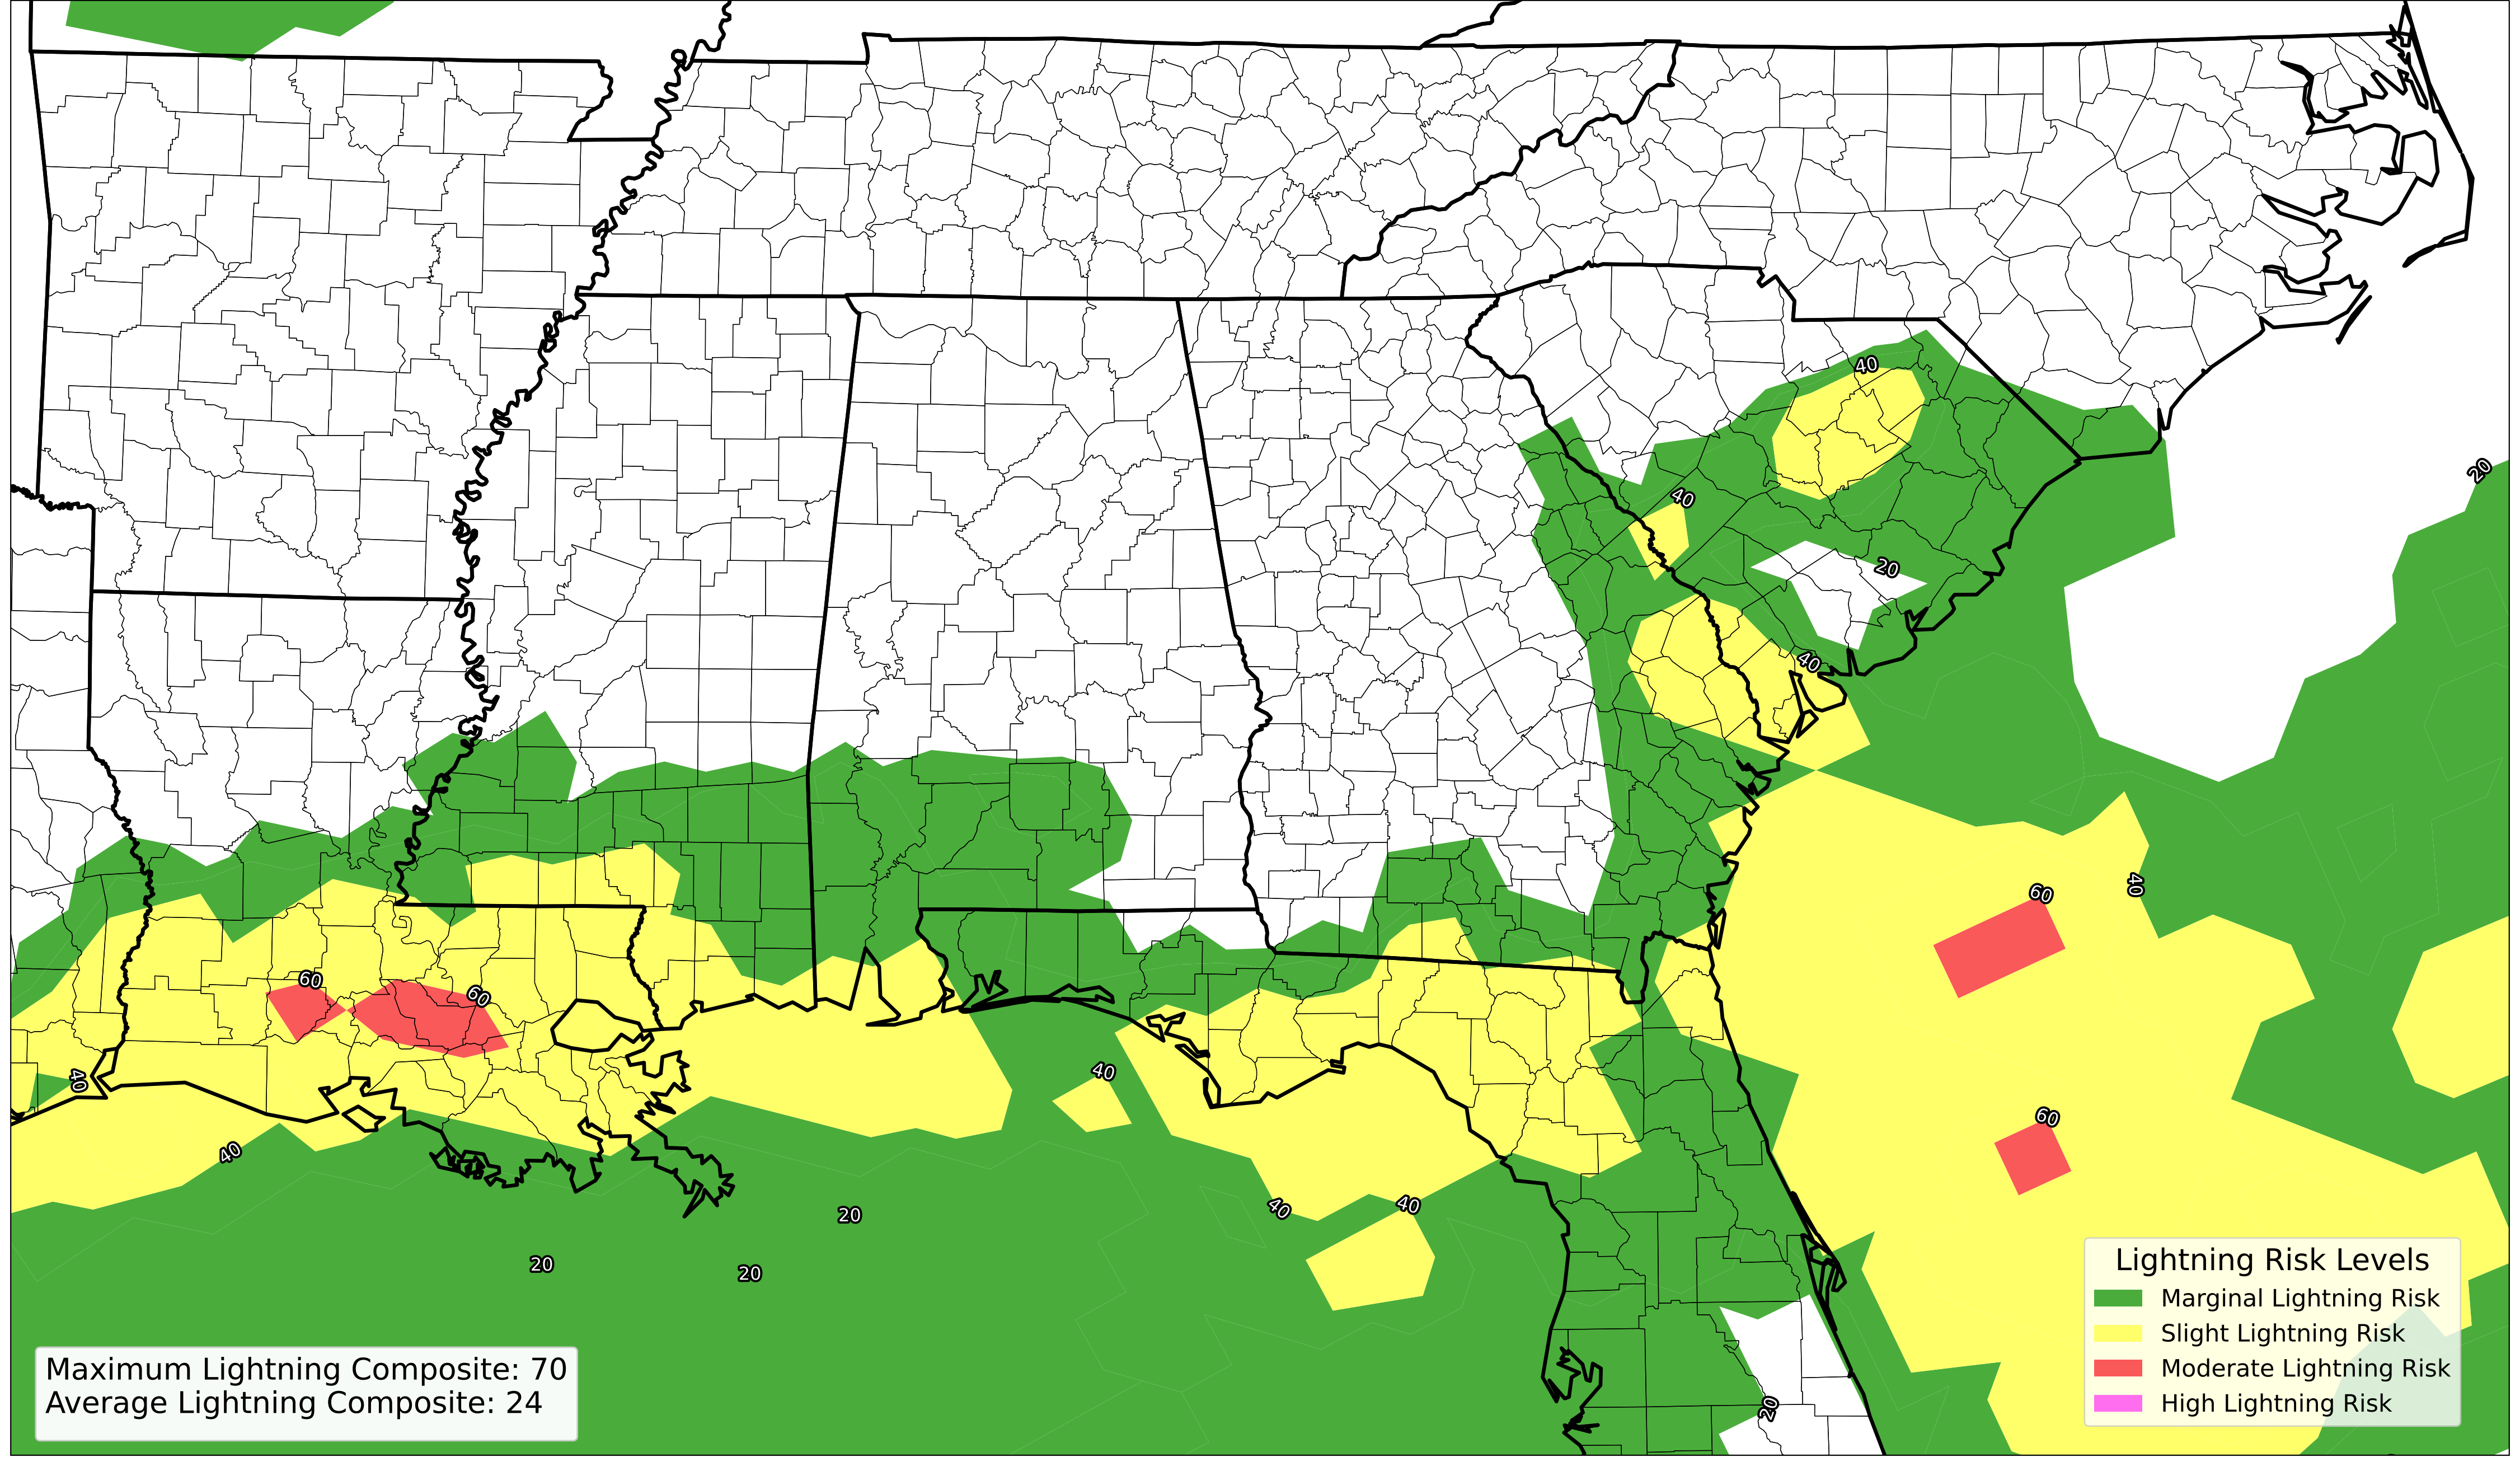 40
20
40
20
40
60
40
60
60
40
40
60
40
40
40
20
20
20
20
Lightning Risk Levels
Marginal Lightning Risk
Slight Lightning Risk
Moderate Lightning Risk
High Lightning Risk
Maximum Lightning Composite: 70
Average Lightning Composite: 24